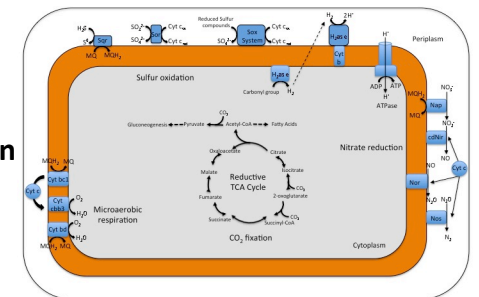 Reduced Sulfur
compounds
H₂S
S⁰
Sqr
MQ
MQH₂
SO₃²⁻
SO₄²⁻
Sor
Cyt c
Cyt c
Sox
System
SO₄²⁻
Cyt c
Cyt c
H₂
2H⁺
H₂ase
Cyt
b
H⁺
ADP
ATP
H⁺
ATPase
Periplasm
Sulfur oxidation
H₂ase
Carbonyl group
H₂
MQH₂
MQ
Nap
NO₃⁻
NO₂⁻
cdNir
NO
NO
Nor
Cyt c
N₂O
N₂O
Nos
N₂
Nitrate reduction
CO₂
Gluconeogenesis
Pyruvate
Acetyl-CoA
Fatty Acids
Oxaloacetate
Citrate
Malate
Isocitrate
Reductive
TCA Cycle
CO₂
Fumarate
2-oxoglutarate
Succinate
Succinyl-CoA
CO₂
CO₂ fixation
Cytoplasm
n
MQH₂
MQ
Cyt bc1
Cyt c
Cyt
cbb3
O₂
H₂O
Cyt bd
O₂
H₂O
MQH₂
MQ
Microaerobic
respiration